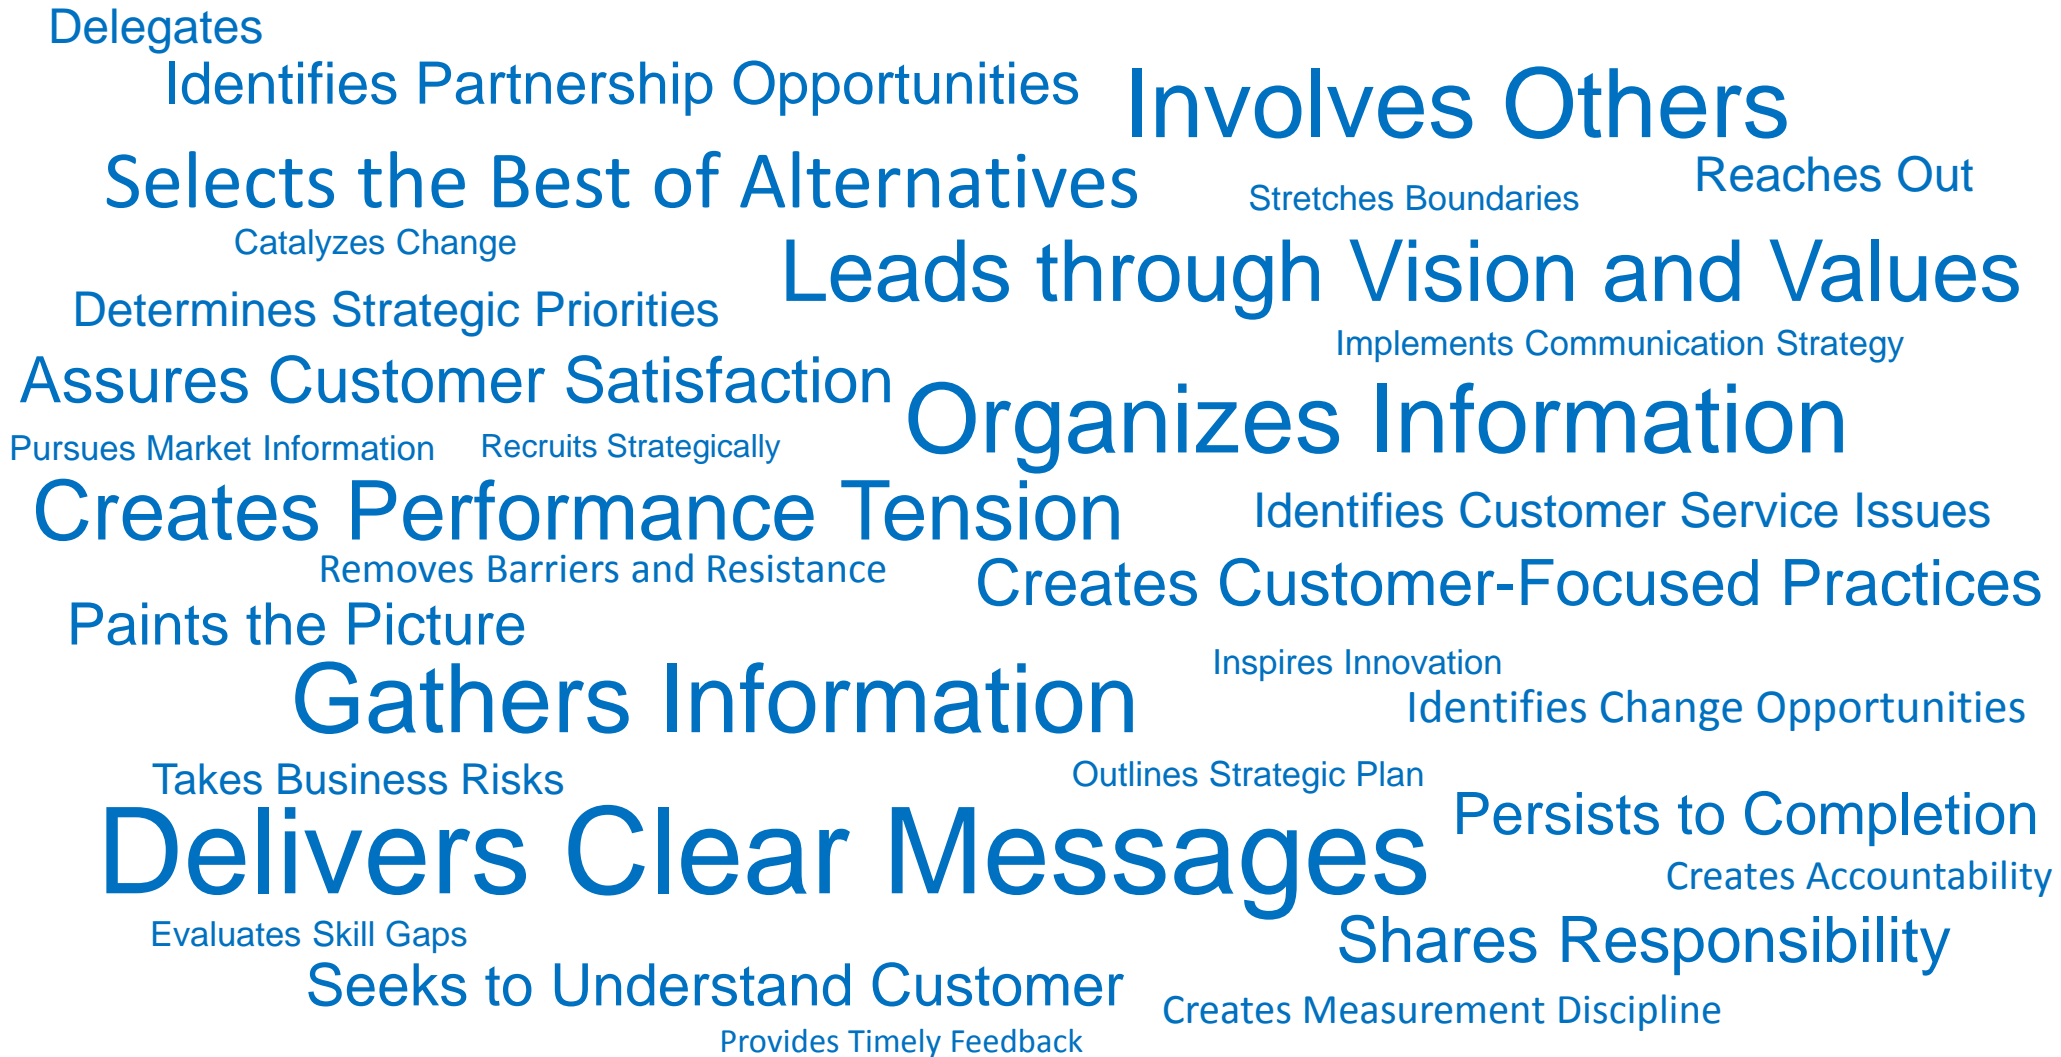 Delegates
Identifies Partnership Opportunities
Involves Others
Selects the Best of Alternatives
Stretches Boundaries
Reaches Out
Catalyzes Change
Leads through Vision and Values
Determines Strategic Priorities
Implements Communication Strategy
Assures Customer Satisfaction
Organizes Information
Pursues Market Information
Recruits Strategically
Creates Performance Tension
Identifies Customer Service Issues
Removes Barriers and Resistance
Creates Customer-Focused Practices
Paints the Picture
Gathers Information
Inspires Innovation
Identifies Change Opportunities
Takes Business Risks
Outlines Strategic Plan
Delivers Clear Messages
Persists to Completion
Creates Accountability
Evaluates Skill Gaps
Shares Responsibility
Seeks to Understand Customer
Creates Measurement Discipline
Provides Timely Feedback